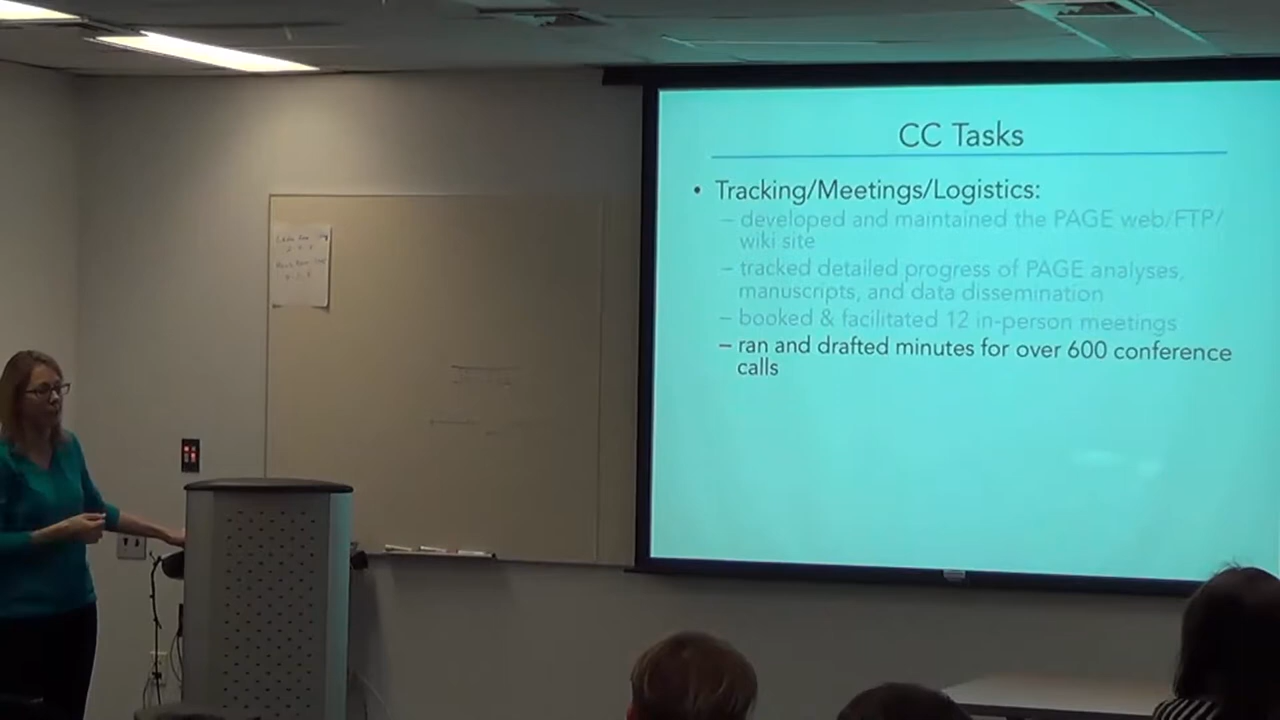 CC Tasks
• Tracking/Meetings/Logistics:
– developed and maintained the PAGE web/FTP/
wiki site
– tracked detailed progress of PAGE analyses,
manuscripts, and data dissemination
– booked & facilitated 12 in-person meetings
– ran and drafted minutes for over 600 conference
calls